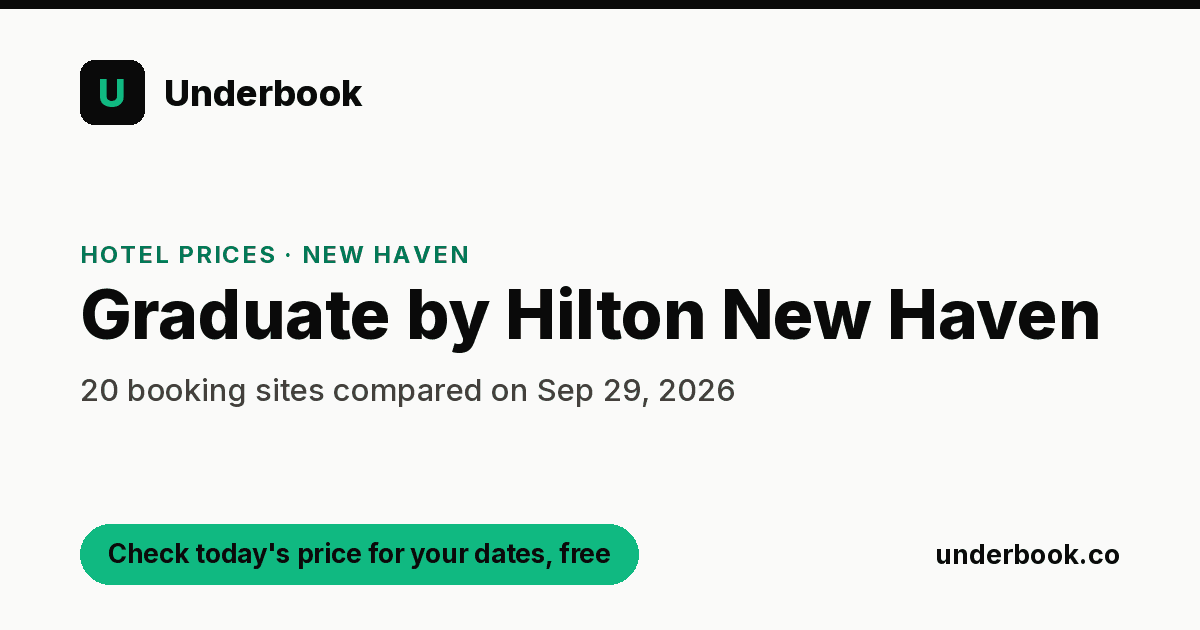 U
Underbook
HOTEL PRICES · NEW HAVEN
Graduate by Hilton New Haven
20 booking sites compared on Sep 29, 2026
Check today's price for your dates, free
underbook.co